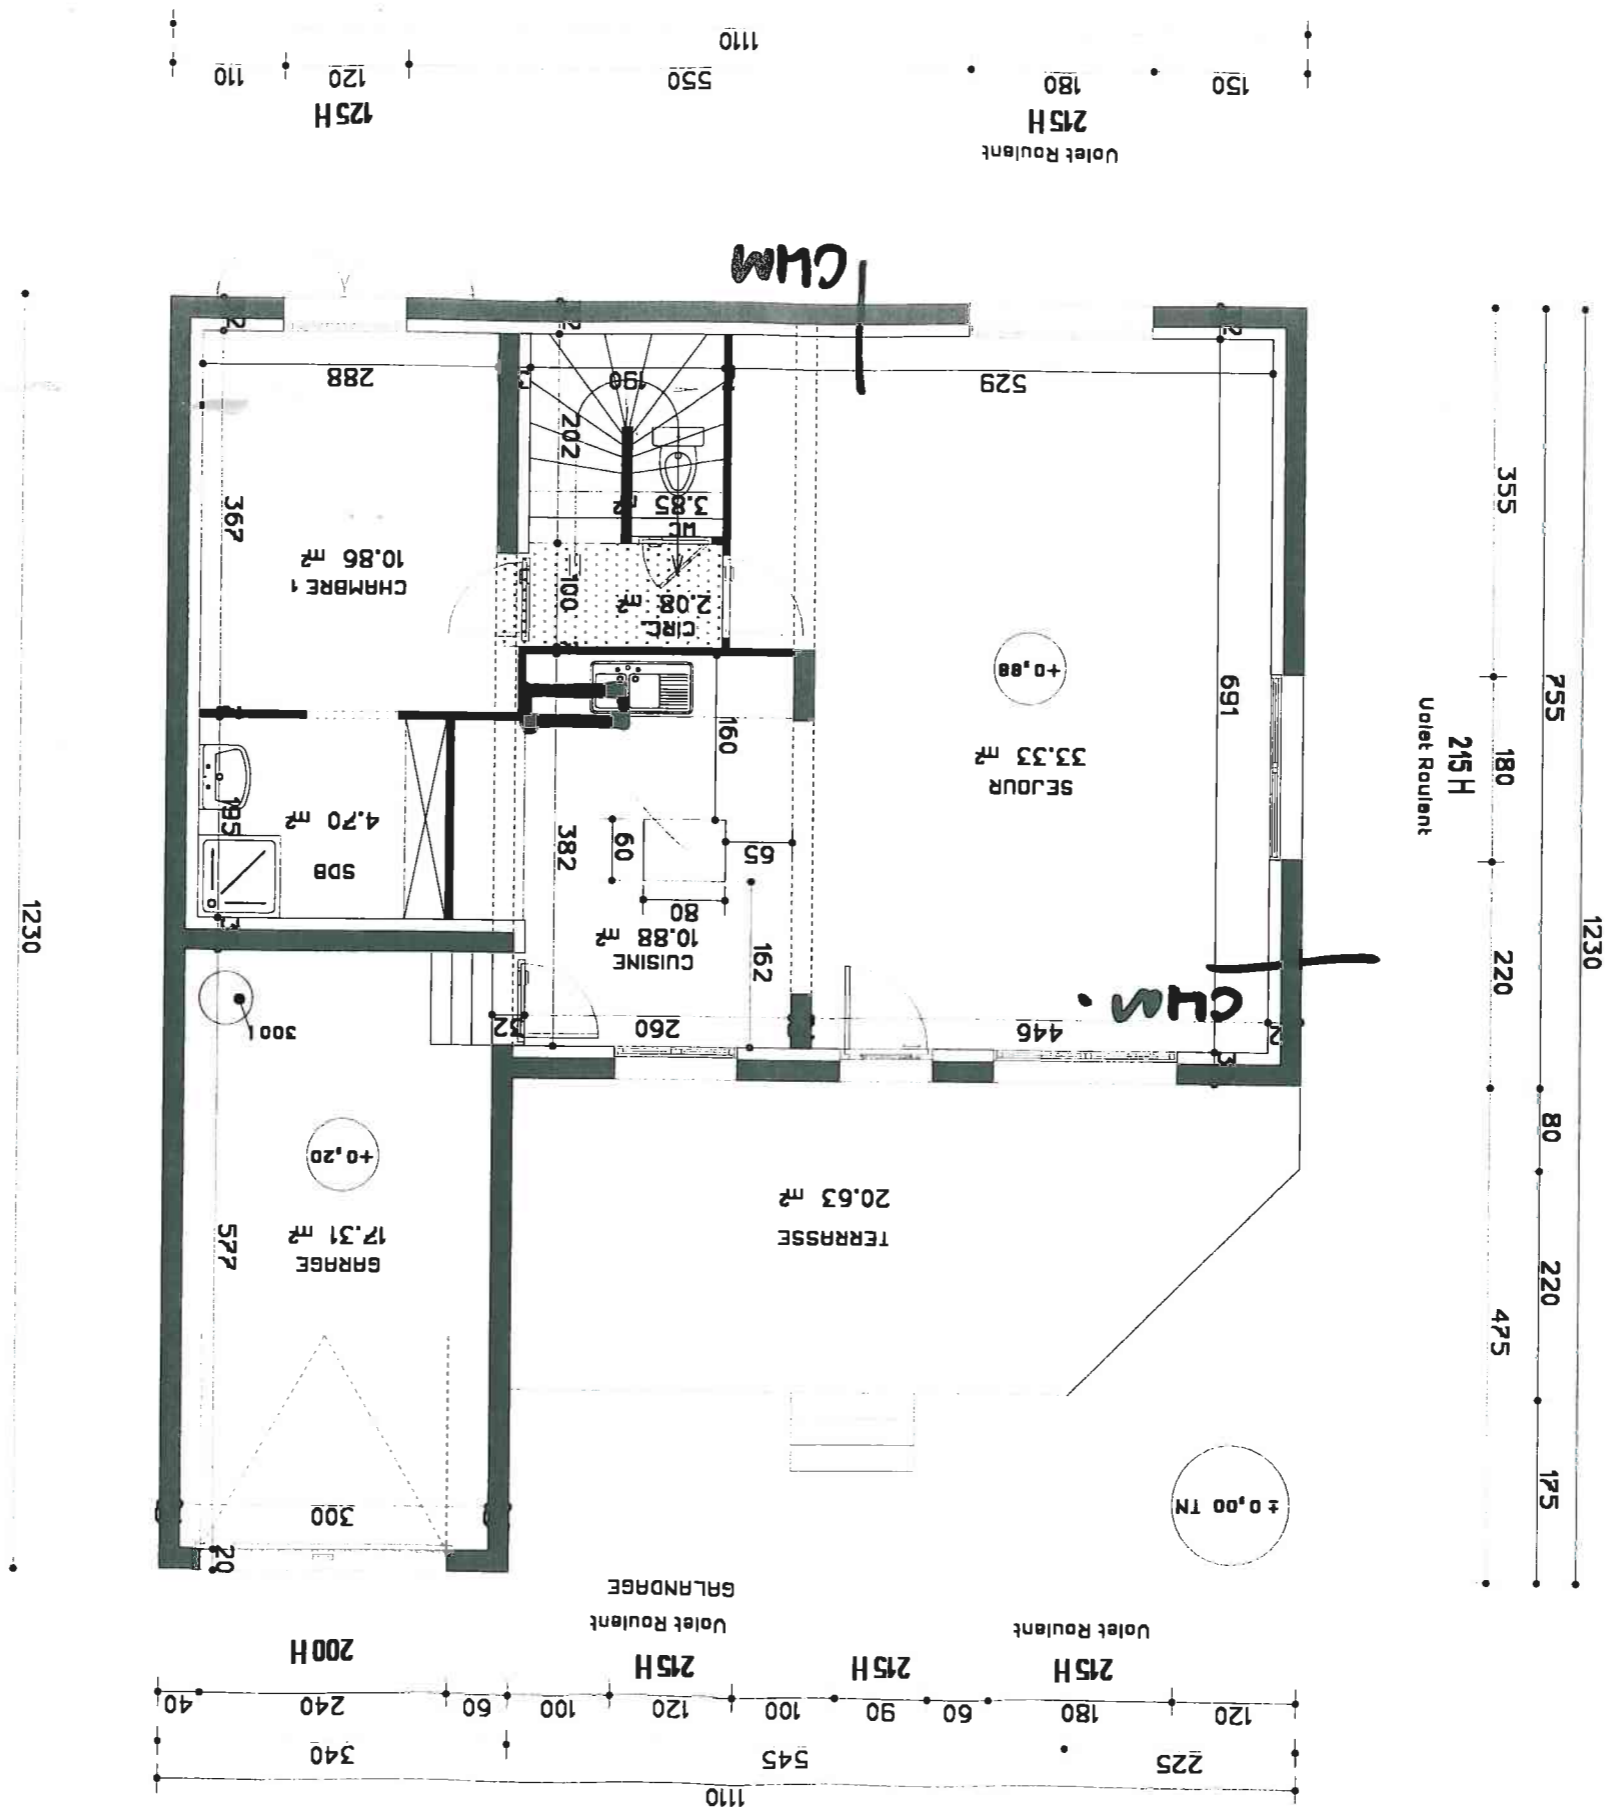 1110
225 545 340
120 180 60 90 100 120 100 60 240 40
215 H 215 H 215 H 200 H
Volet Roulant Volet Roulant
GALANDAGE
20
± 0,00 TN
300
175
475
220
80
220
180
355
755
1230
1230
TERRASSE
20.63 m²
GARAGE
17.31 m²
577
+0,20
300 l
446
260
32
162
CUISINE
10.88 m²
80
60
65
382
160
SDB
4.70 m²
195
SEJOUR
33.33 m²
+0,88
691
215 H
Volet Roulant
CIRC
2.08 m²
100
WC
3.85 m²
202
190
CHAMBRE 1
10.86 m²
367
529
288
Volet Roulant
215 H
125 H
150 180 550 120 110
1110